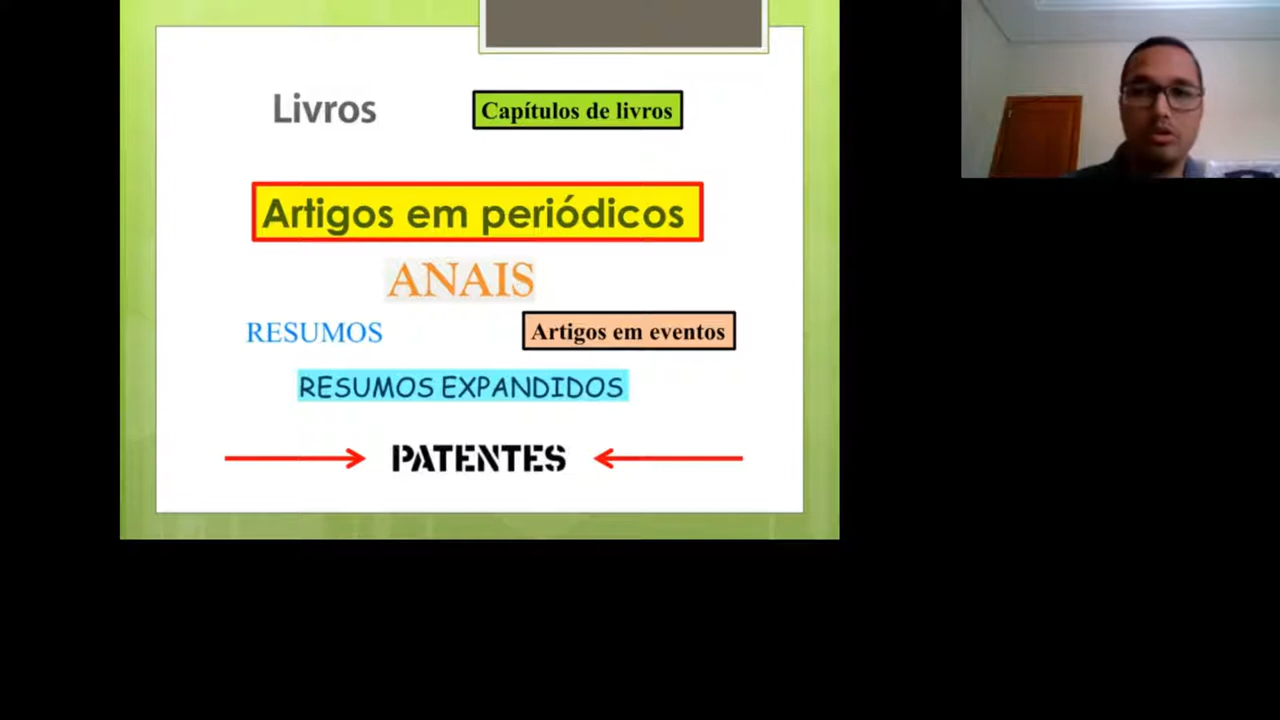 Livros
Capítulos de livros
Artigos em periódicos
ANAIS
RESUMOS
Artigos em eventos
RESUMOS EXPANDIDOS
PATENTES